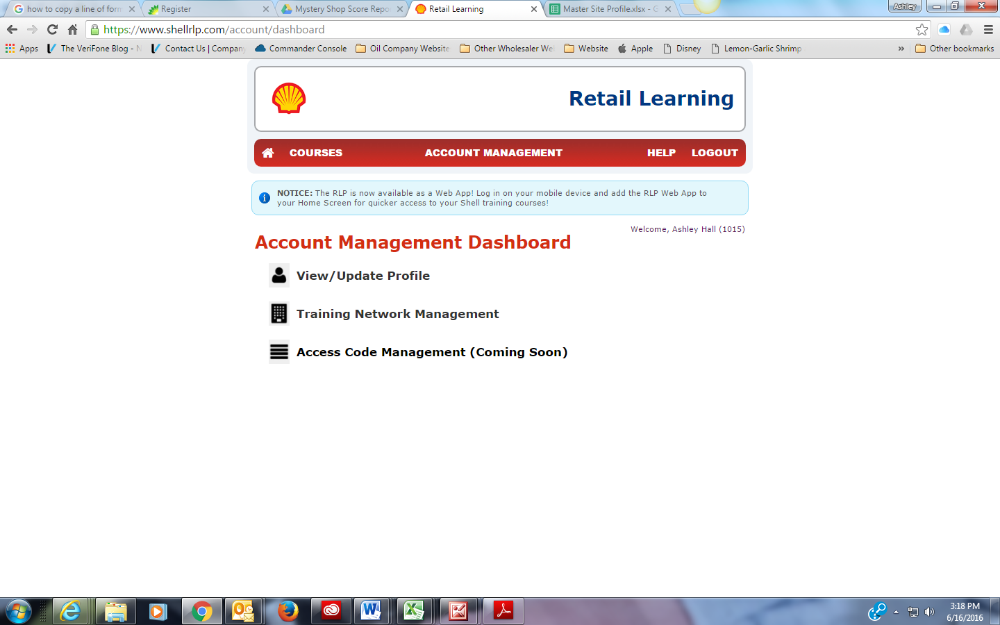 how to copy a line of form
Register
Mystery Shop Score Repo
Retail Learning
Master Site Profile.xlsx - G
Ashley
https://www.shellrlp.com/account/dashboard
Apps
The VeriFone Blog - N
Contact Us | Company
Commander Console
Oil Company Website
Other Wholesaler We
Website
Apple
Disney
Lemon-Garlic Shrimp
»
Other bookmarks
Retail Learning
COURSES
ACCOUNT MANAGEMENT
HELP
LOGOUT
NOTICE: The RLP is now available as a Web App! Log in on your mobile device and add the RLP Web App to
your Home Screen for quicker access to your Shell training courses!
Welcome, Ashley Hall (1015)
Account Management Dashboard
View/Update Profile
Training Network Management
Access Code Management (Coming Soon)
3:18 PM
6/16/2016